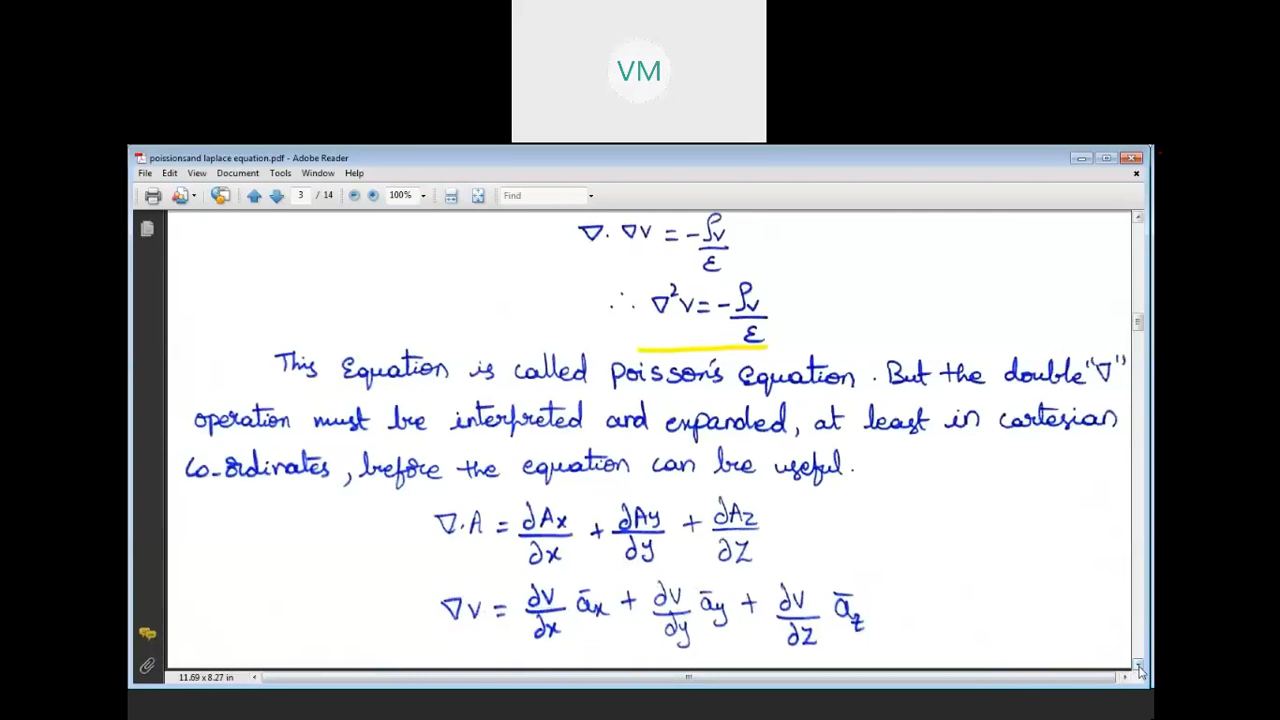 VM
poissionsand laplace equation.pdf - Adobe Reader
File Edit View Document Tools Window Help
3 / 14 100% Find
∇. ∇V = -ρv/ε
∴ ∇²V = -ρv/ε
This Equation is called Poisson's Equation. But the double "∇"
operation must be interpreted and expanded, at least in cartesian
co-ordinates, before the equation can be useful.
∇.A = ∂Ax/∂x + ∂Ay/∂y + ∂Az/∂z
∇V = ∂V/∂x āx + ∂V/∂y āy + ∂V/∂z āz
11.69 x 8.27 in